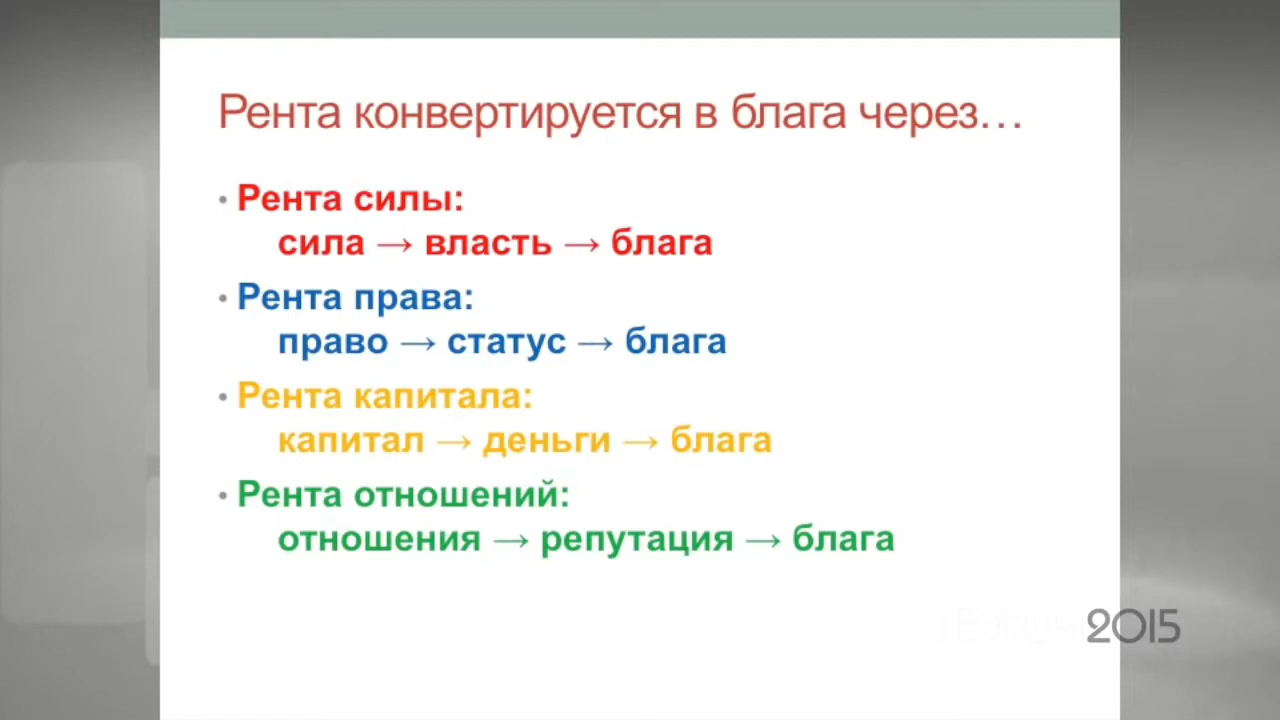 Рента конвертируется в блага через…
• Рента силы:
сила → власть → блага
• Рента права:
право → статус → блага
• Рента капитала:
капитал → деньги → блага
• Рента отношений:
отношения → репутация → блага
2015